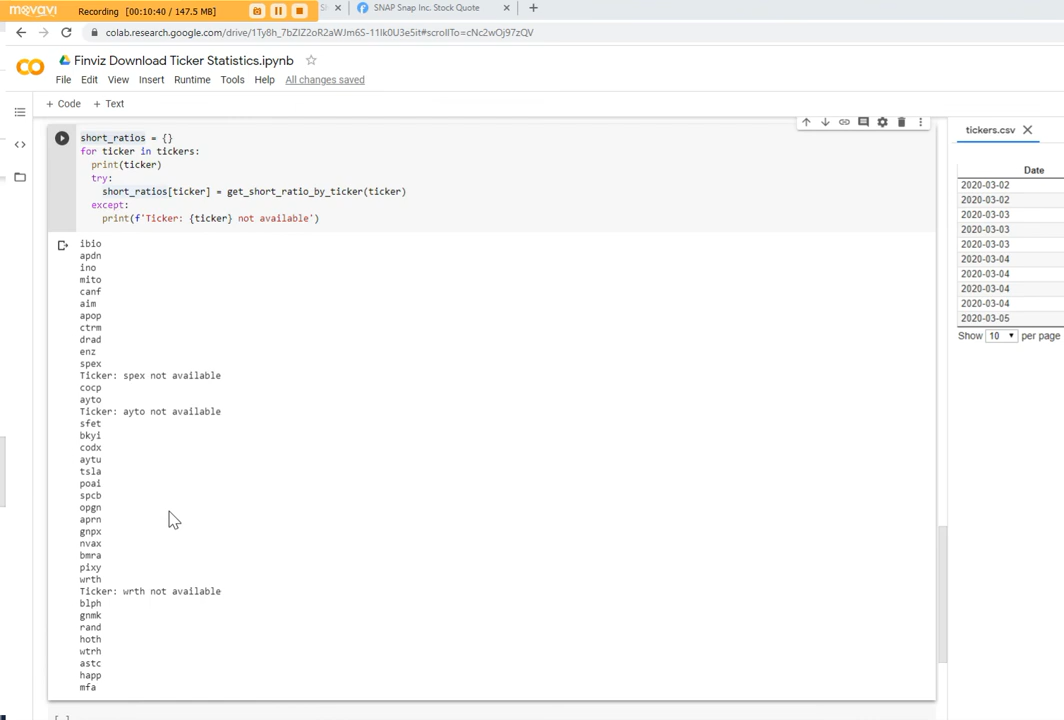 movavi
Recording [00:10:40 / 147.5 MB]
SNAP Snap Inc. Stock Quote
colab.research.google.com/drive/1Ty8h_7bZIZ2oR2aWJm6S-11lk0U3e5it#scrollTo=cNc2wOj97zQV
Finviz Download Ticker Statistics.ipynb
File Edit View Insert Runtime Tools Help All changes saved
+ Code + Text
tickers.csv
short_ratios = {}
for ticker in tickers:
print(ticker)
try:
short_ratios[ticker] = get_short_ratio_by_ticker(ticker)
except:
print(f'Ticker: {ticker} not available')
ibio
apdn
ino
mito
canf
aim
apop
ctrm
drad
enz
spex
Ticker: spex not available
cocp
ayto
Ticker: ayto not available
sfet
bkyi
codx
aytu
tsla
poai
spcb
opgn
aprn
gnpx
nvax
bmra
pixy
wrth
Ticker: wrth not available
blph
gnmk
rand
hoth
wtrh
astc
happ
mfa
[ ]
Date
2020-03-02
2020-03-02
2020-03-03
2020-03-03
2020-03-03
2020-03-04
2020-03-04
2020-03-04
2020-03-04
2020-03-05
Show 10 per page